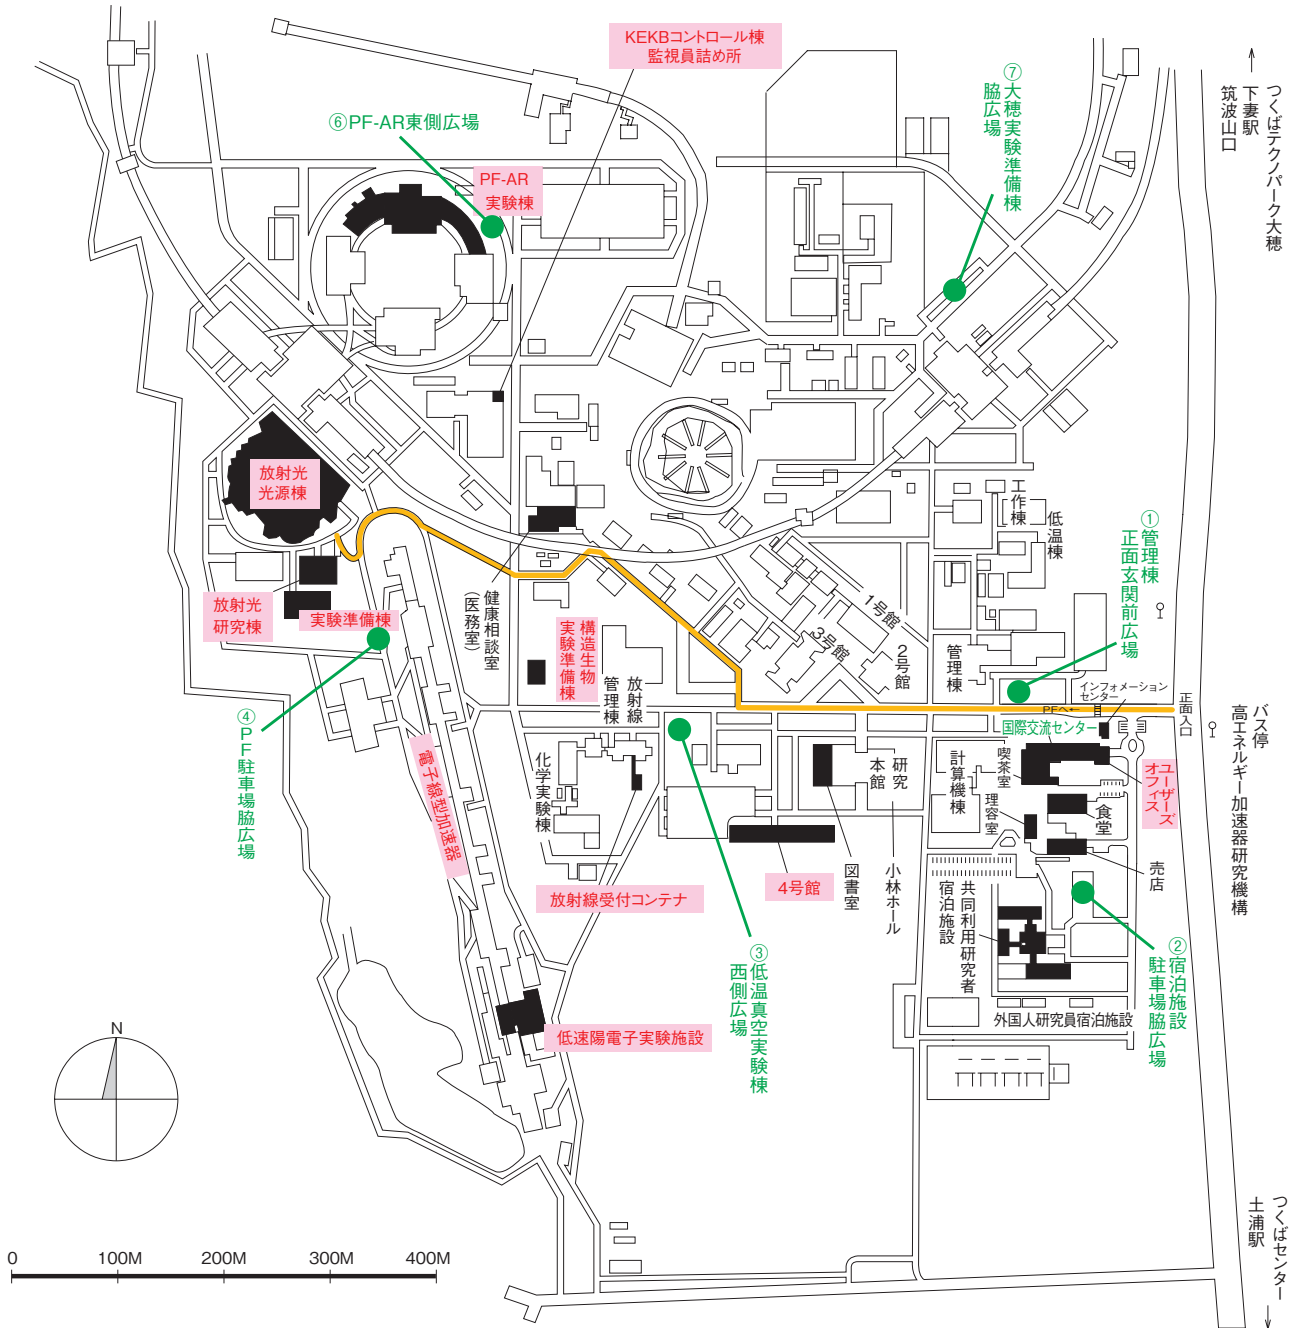 KEKBコントロール棟
監視員詰め所
⑥PF-AR東側広場
PF-AR
実験棟
⑦大穂実験準備棟
脇広場
つくばテクノパーク大穂
下妻駅
筑波山口
放射光
光源棟
放射光
研究棟
実験準備棟
健康相談室
（医務室）
構造生物
実験準備棟
放射線
管理棟
1号館
3号館
2号館
管理棟
工作棟
低温棟
①管理棟
正面玄関前広場
インフォメーション
センター
PFへ←
正面入口
バス停
高エネルギー加速器研究機構
国際交流センター
喫茶室
ユーザーズ
オフィス
④PF駐車場脇広場
電子線型加速器
化学実験棟
研究
本館
計算機棟
理容室
食堂
売店
4号館
図書室
小林ホール
放射線受付コンテナ
共同利用研究者
宿泊施設
③低温真空実験棟
西側広場
②宿泊施設
駐車場脇広場
外国人研究員宿泊施設
低速陽電子実験施設
N
0 100M 200M 300M 400M
つくばセンター
土浦駅